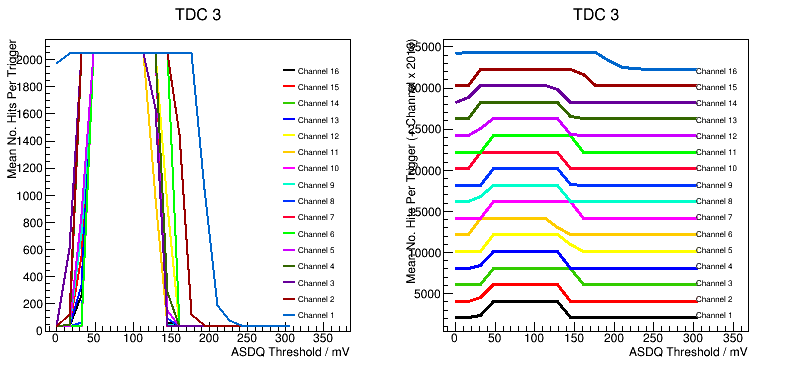 TDC 3
Mean No. Hits Per Trigger
2000
1800
1600
1400
1200
1000
800
600
400
200
0
0 50 100 150 200 250 300 350
ASDQ Threshold / mV
Channel 16
Channel 15
Channel 14
Channel 13
Channel 12
Channel 11
Channel 10
Channel 9
Channel 8
Channel 7
Channel 6
Channel 5
Channel 4
Channel 3
Channel 2
Channel 1
TDC 3
Mean No. Hits Per Trigger (+ Channel x 2016)
35000
30000
25000
20000
15000
10000
5000
0 50 100 150 200 250 300 350
ASDQ Threshold / mV
Channel 16
Channel 15
Channel 14
Channel 13
Channel 12
Channel 11
Channel 10
Channel 9
Channel 8
Channel 7
Channel 6
Channel 5
Channel 4
Channel 3
Channel 2
Channel 1